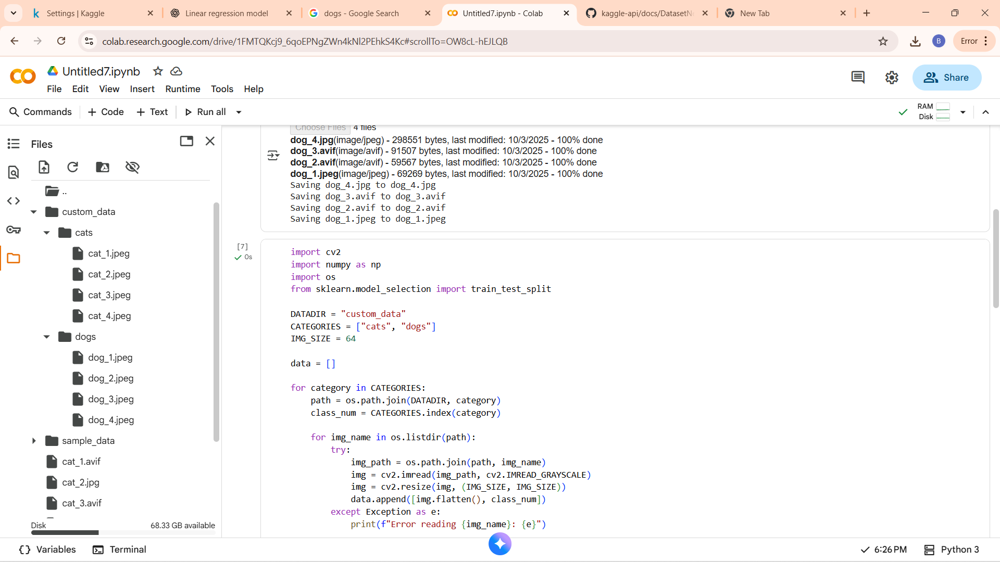 Settings | Kaggle
Linear regression model
dogs - Google Search
Untitled7.ipynb - Colab
kaggle-api/docs/DatasetN
New Tab
colab.research.google.com/drive/1FMTQKcj9_6qoEPNgZWn4kNl2PEhkS4Kc#scrollTo=OW8cL-hEJLQB
B
Error
Untitled7.ipynb
File Edit View Insert Runtime Tools Help
Share
Commands + Code + Text Run all
RAM
Disk
Files
..
custom_data
cats
cat_1.jpeg
cat_2.jpeg
cat_3.jpeg
cat_4.jpeg
dogs
dog_1.jpeg
dog_2.jpeg
dog_3.jpeg
dog_4.jpeg
sample_data
cat_1.avif
cat_2.jpg
cat_3.avif
Disk 68.33 GB available
Choose Files 4 files
dog_4.jpg(image/jpeg) - 298551 bytes, last modified: 10/3/2025 - 100% done
dog_3.avif(image/avif) - 91507 bytes, last modified: 10/3/2025 - 100% done
dog_2.avif(image/avif) - 59567 bytes, last modified: 10/3/2025 - 100% done
dog_1.jpeg(image/jpeg) - 69269 bytes, last modified: 10/3/2025 - 100% done
Saving dog_4.jpg to dog_4.jpg
Saving dog_3.avif to dog_3.avif
Saving dog_2.avif to dog_2.avif
Saving dog_1.jpeg to dog_1.jpeg
[7]
0s
import cv2
import numpy as np
import os
from sklearn.model_selection import train_test_split
DATADIR = "custom_data"
CATEGORIES = ["cats", "dogs"]
IMG_SIZE = 64
data = []
for category in CATEGORIES:
path = os.path.join(DATADIR, category)
class_num = CATEGORIES.index(category)
for img_name in os.listdir(path):
try:
img_path = os.path.join(path, img_name)
img = cv2.imread(img_path, cv2.IMREAD_GRAYSCALE)
img = cv2.resize(img, (IMG_SIZE, IMG_SIZE))
data.append([img.flatten(), class_num])
except Exception as e:
print(f"Error reading {img_name}: {e}")
Variables Terminal
6:26 PM Python 3